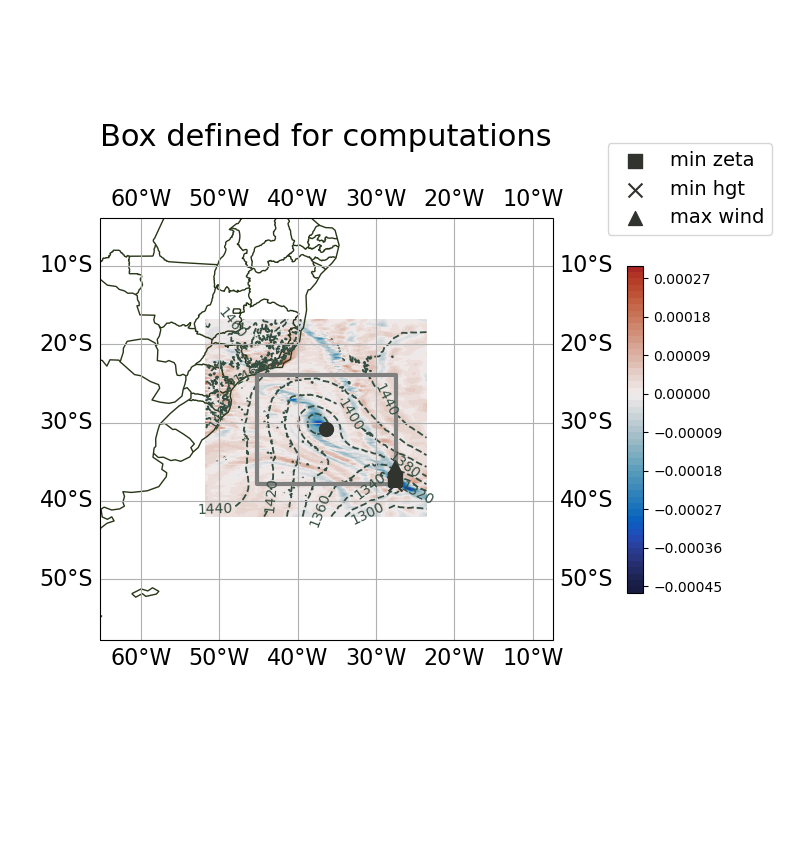 Box defined for computations
min zeta
min hgt
max wind
60°W 50°W 40°W 30°W 20°W 10°W
10°S 10°S
20°S 20°S
30°S 30°S
40°S 40°S
50°S 50°S
60°W 50°W 40°W 30°W 20°W 10°W
1440
1400
1420
1360
1340
1300
1440
0.00027
0.00018
0.00009
0.00000
−0.00009
−0.00018
−0.00027
−0.00036
−0.00045